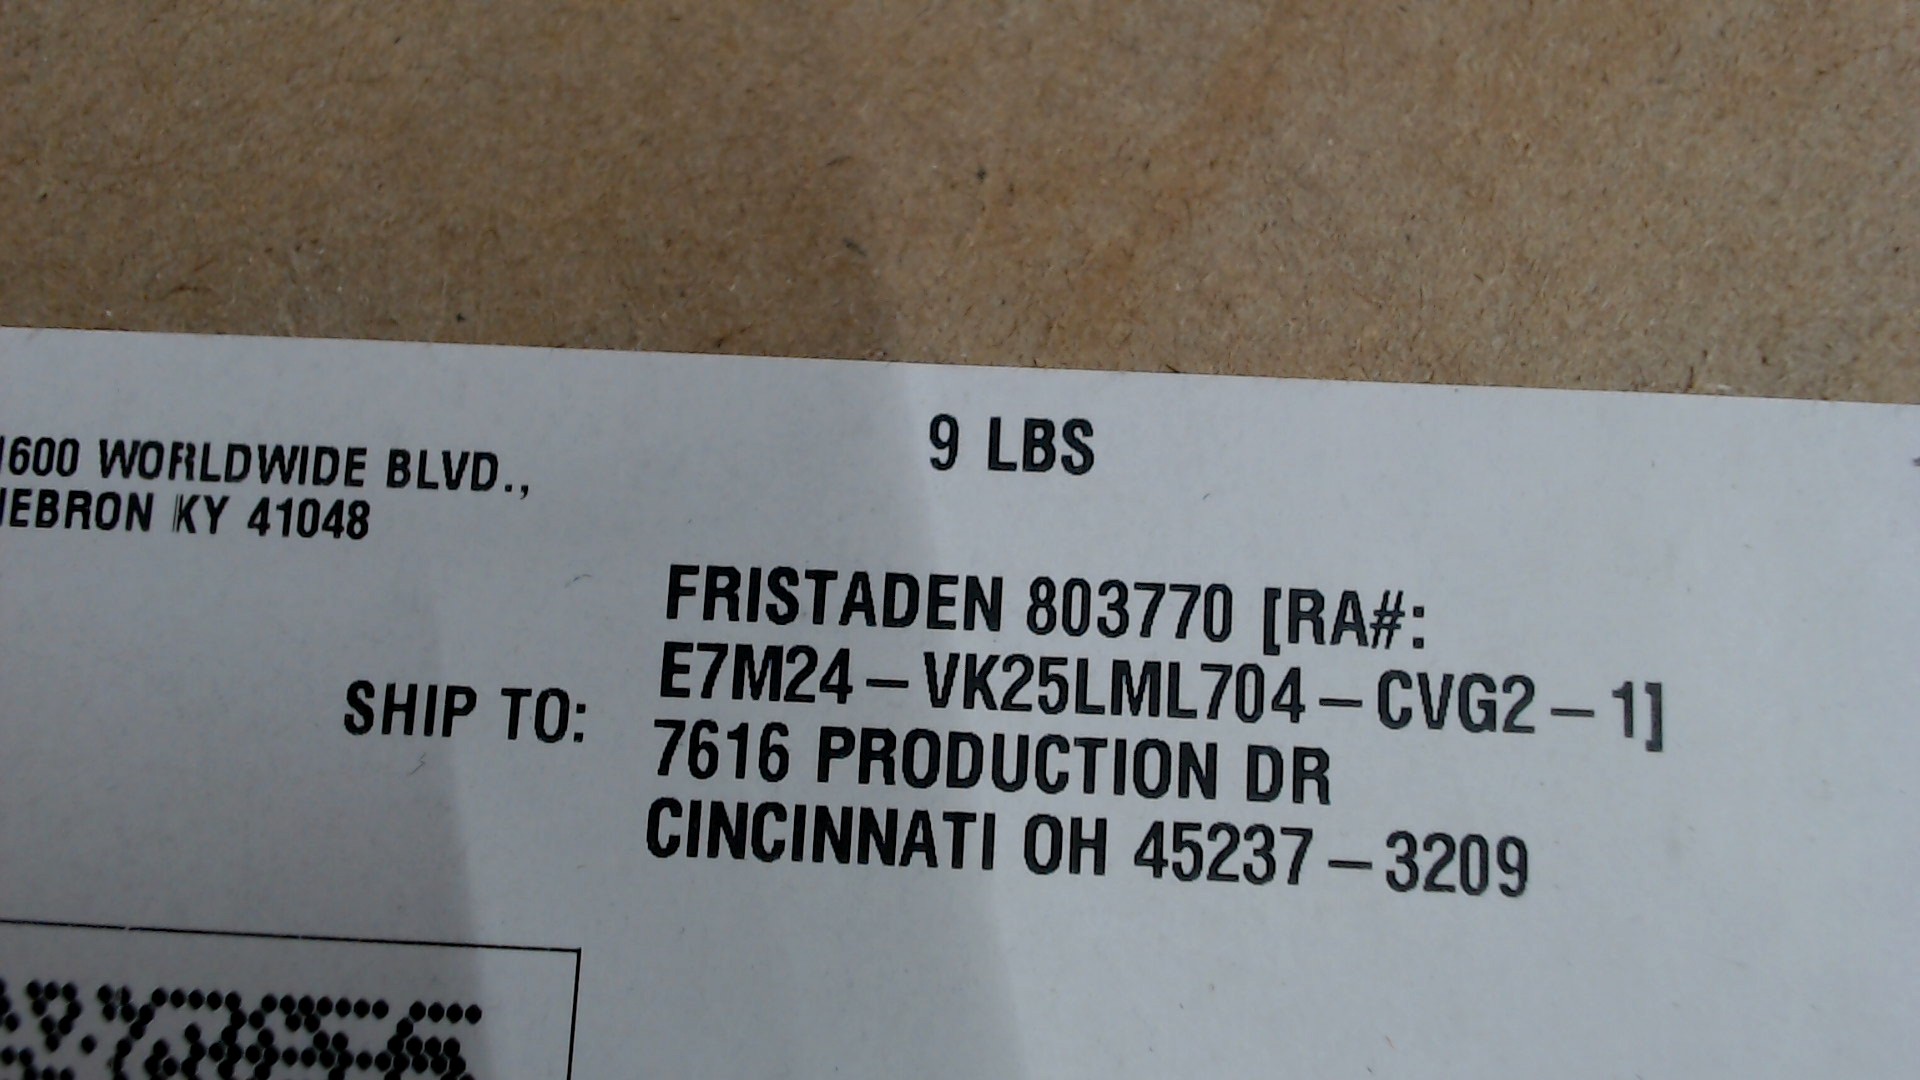 1600 WORLDWIDE BLVD.,
HEBRON KY 41048
9 LBS
SHIP TO:
FRISTADEN 803770 [RA#:
E7M24-VK25LML704-CVG2-1]
7616 PRODUCTION DR
CINCINNATI OH 45237-3209